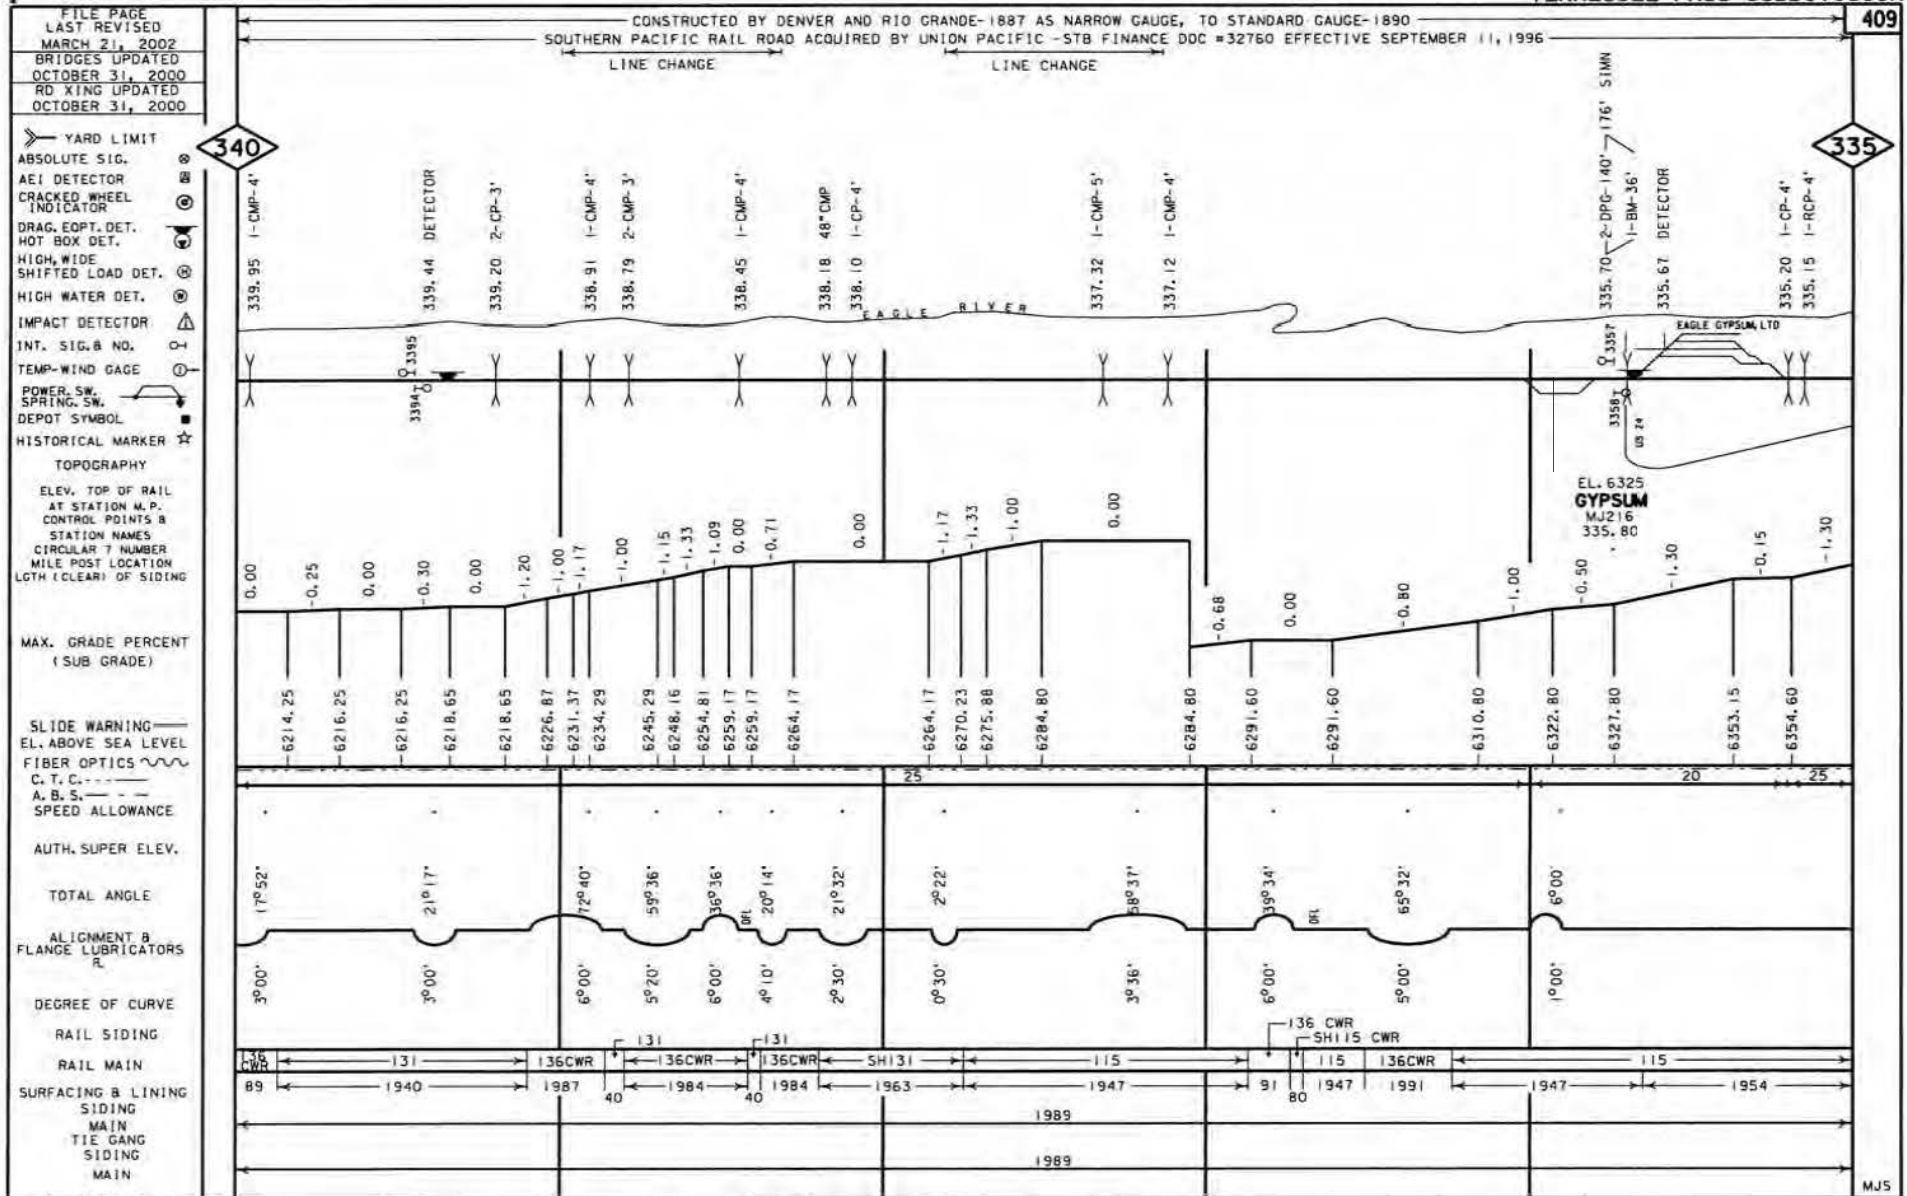 CONSTRUCTED BY DENVER AND RIO GRANDE-1887 AS NARROW GAUGE, TO STANDARD GAUGE-1890
409
SOUTHERN PACIFIC RAIL ROAD ACQUIRED BY UNION PACIFIC -STB FINANCE DOC #32760 EFFECTIVE SEPTEMBER 11, 1996
LINE CHANGE
LINE CHANGE
FILE PAGE
LAST REVISED
MARCH 21, 2002
BRIDGES UPDATED
OCTOBER 31, 2000
RD XING UPDATED
OCTOBER 31, 2000
YARD LIMIT
ABSOLUTE SIG.
AEI DETECTOR
CRACKED WHEEL
INDICATOR
DRAG. EQPT. DET.
HOT BOX DET.
HIGH, WIDE
SHIFTED LOAD DET.
HIGH WATER DET.
IMPACT DETECTOR
INT. SIG. & NO.
TEMP-WIND GAGE
POWER. SW.
SPRING. SW.
DEPOT SYMBOL
HISTORICAL MARKER
TOPOGRAPHY
ELEV. TOP OF RAIL
AT STATION M.P.
CONTROL POINTS &
STATION NAMES
CIRCULAR 7 NUMBER
MILE POST LOCATION
LGTH (CLEAR) OF SIDING
MAX. GRADE PERCENT
(SUB GRADE)
SLIDE WARNING
EL. ABOVE SEA LEVEL
FIBER OPTICS
C. T. C.
A. B. S.
SPEED ALLOWANCE
AUTH. SUPER ELEV.
TOTAL ANGLE
ALIGNMENT &
FLANGE LUBRICATORS
DEGREE OF CURVE
RAIL SIDING
RAIL MAIN
SURFACING & LINING
SIDING
MAIN
TIE GANG
SIDING
MAIN
340
335
339.95 1-CMP-4'
339.44 DETECTOR
339.20 2-CP-3'
338.91 1-CMP-4'
338.79 2-CMP-3'
338.45 1-CMP-4'
338.18 48"CMP
338.10 1-CP-4'
337.32 1-CMP-5'
337.12 1-CMP-4'
335.70 2-DPG-140' 176' SIMN
1-BM-36'
335.67 DETECTOR
335.20 1-CP-4'
335.15 1-RCP-4'
EAGLE RIVER
3395
3394
3357
3358
EAGLE GYPSUM, LTD
US 24
EL. 6325
GYPSUM
MJ216
335.80
0.00 -0.25 0.00 -0.30 0.00 -1.20 -1.00 -1.17 -1.00 -1.15 -1.33 -1.09 0.00 -0.71 0.00 -1.17 -1.33 -1.00 0.00 -0.68 0.00 -0.80 -1.00 -0.50 -1.30 -0.15 -1.30
6214.25 6216.25 6216.25 6218.65 6218.65 6226.87 6231.37 6234.29 6245.29 6248.16 6254.81 6259.17 6259.17 6264.17 6264.17 6270.23 6275.88 6284.80 6284.80 6291.60 6291.60 6310.80 6322.80 6327.80 6353.15 6354.60
25 20 25
17°52' 21°17' 72°40' 59°36' 36°36' 20°14' 21°32' 2°22' 58°37' 39°34' 65°32' 6°00'
DFL DFL
3°00' 3°00' 6°00' 5°20' 6°00' 4°10' 2°30' 0°30' 3°36' 6°00' 5°00' 1°00'
131 131 136 CWR
SH115 CWR
136 CWR 131 136CWR 136CWR 136CWR SH131 115 115 136CWR 115
89 1940 1987 1984 1984 1963 1947 91 1947 1991 1947 1954
40 40 80
1989
1989
MJS